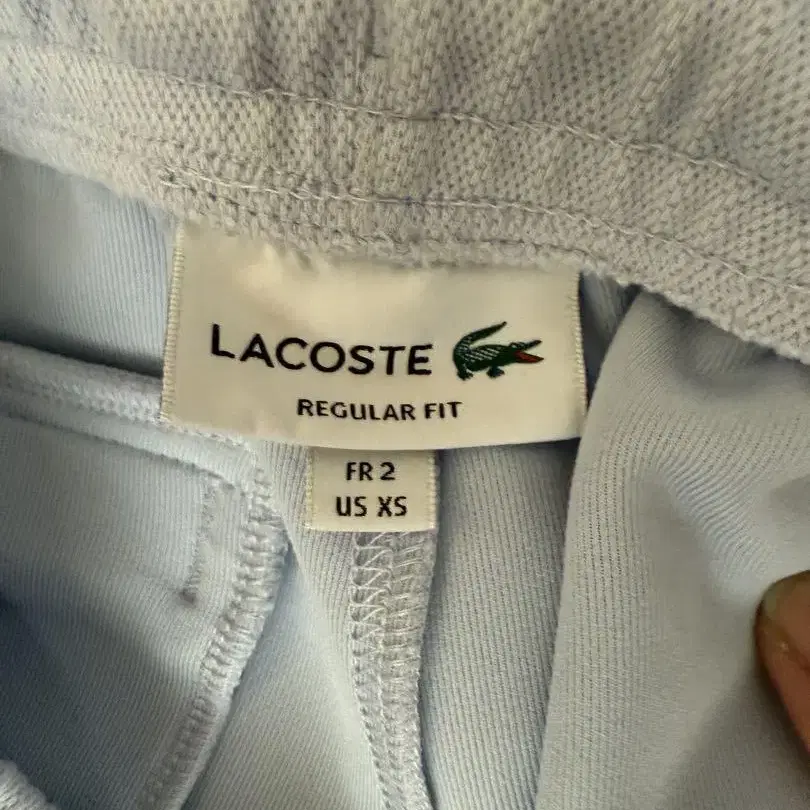 LACOSTE
REGULAR FIT
FR 2
US XS